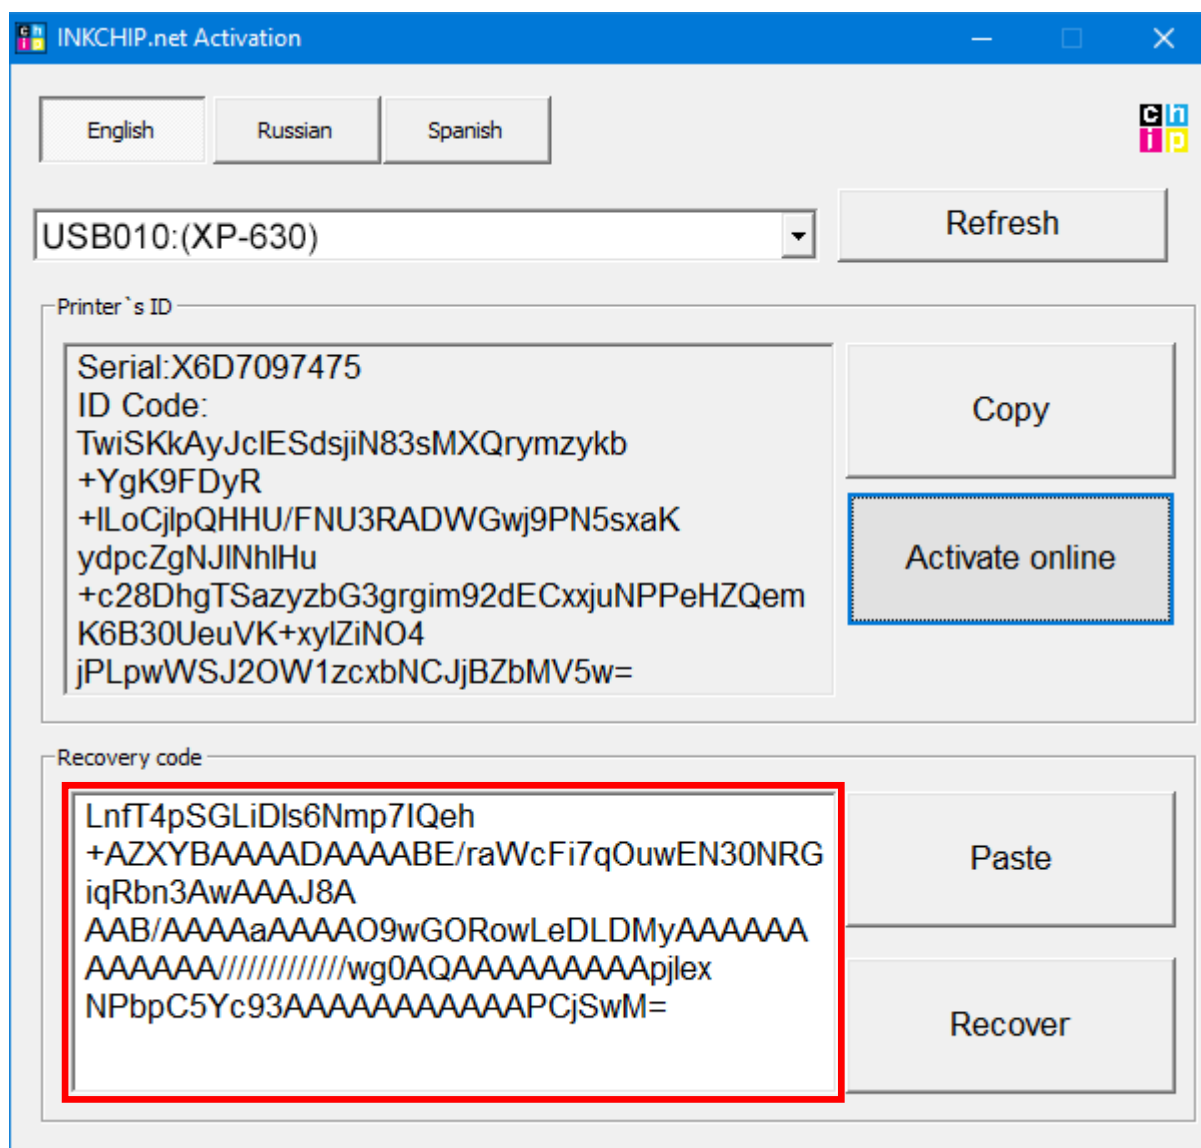 INKCHIP.net Activation
English Russian Spanish
c h
i p
USB010:(XP-630)
Refresh
Printer`s ID
Serial:X6D7097475
ID Code:
TwiSKkAyJclESdsjiN83sMXQrymzykb
+YgK9FDyR
+lLoCjlpQHHU/FNU3RADWGwj9PN5sxaK
ydpcZgNJlNhlHu
+c28DhgTSazyzbG3grgim92dECxxjuNPPeHZQem
K6B30UeuVK+xylZiNO4
jPLpwWSJ2OW1zcxbNCJjBZbMV5w=
Copy
Activate online
Recovery code
LnfT4pSGLiDls6Nmp7IQeh
+AZXYBAAAADAAAABE/raWcFi7qOuwEN30NRG
iqRbn3AwAAAJ8A
AAB/AAAAaAAAAO9wGORowLeDLDMyAAAAAA
AAAAAA/////////////wg0AQAAAAAAAAApjlex
NPbpC5Yc93AAAAAAAAAAAPCjSwM=
Paste
Recover